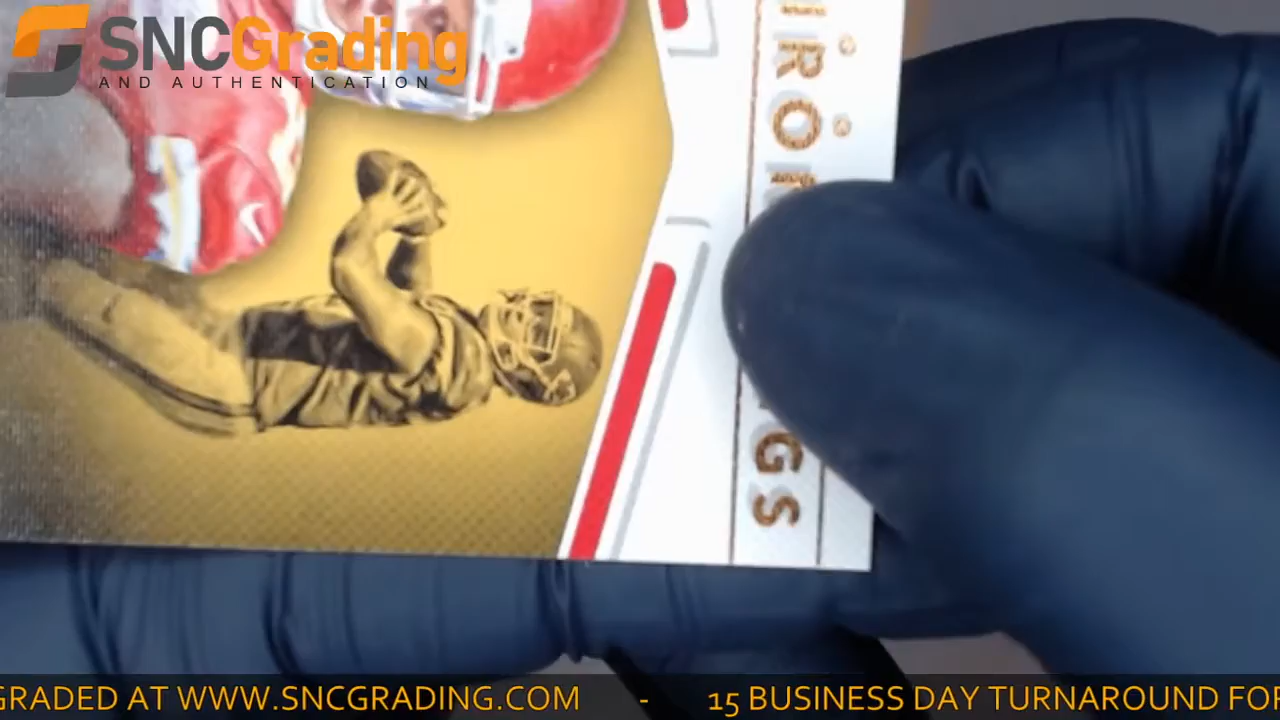 SNCGrading
AND AUTHENTICATION
GRADED AT WWW.SNCGRADING.COM - 15 BUSINESS DAY TURNAROUND FOR